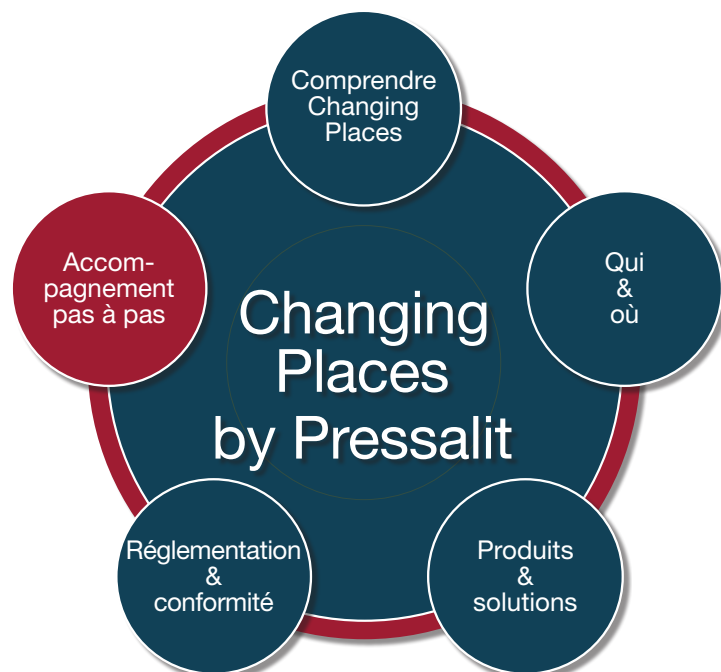 Comprendre
Changing
Places
Accom-
pagnement
pas à pas
Qui
&
où
Changing
Places
by Pressalit
Réglementation
&
conformité
Produits
&
solutions